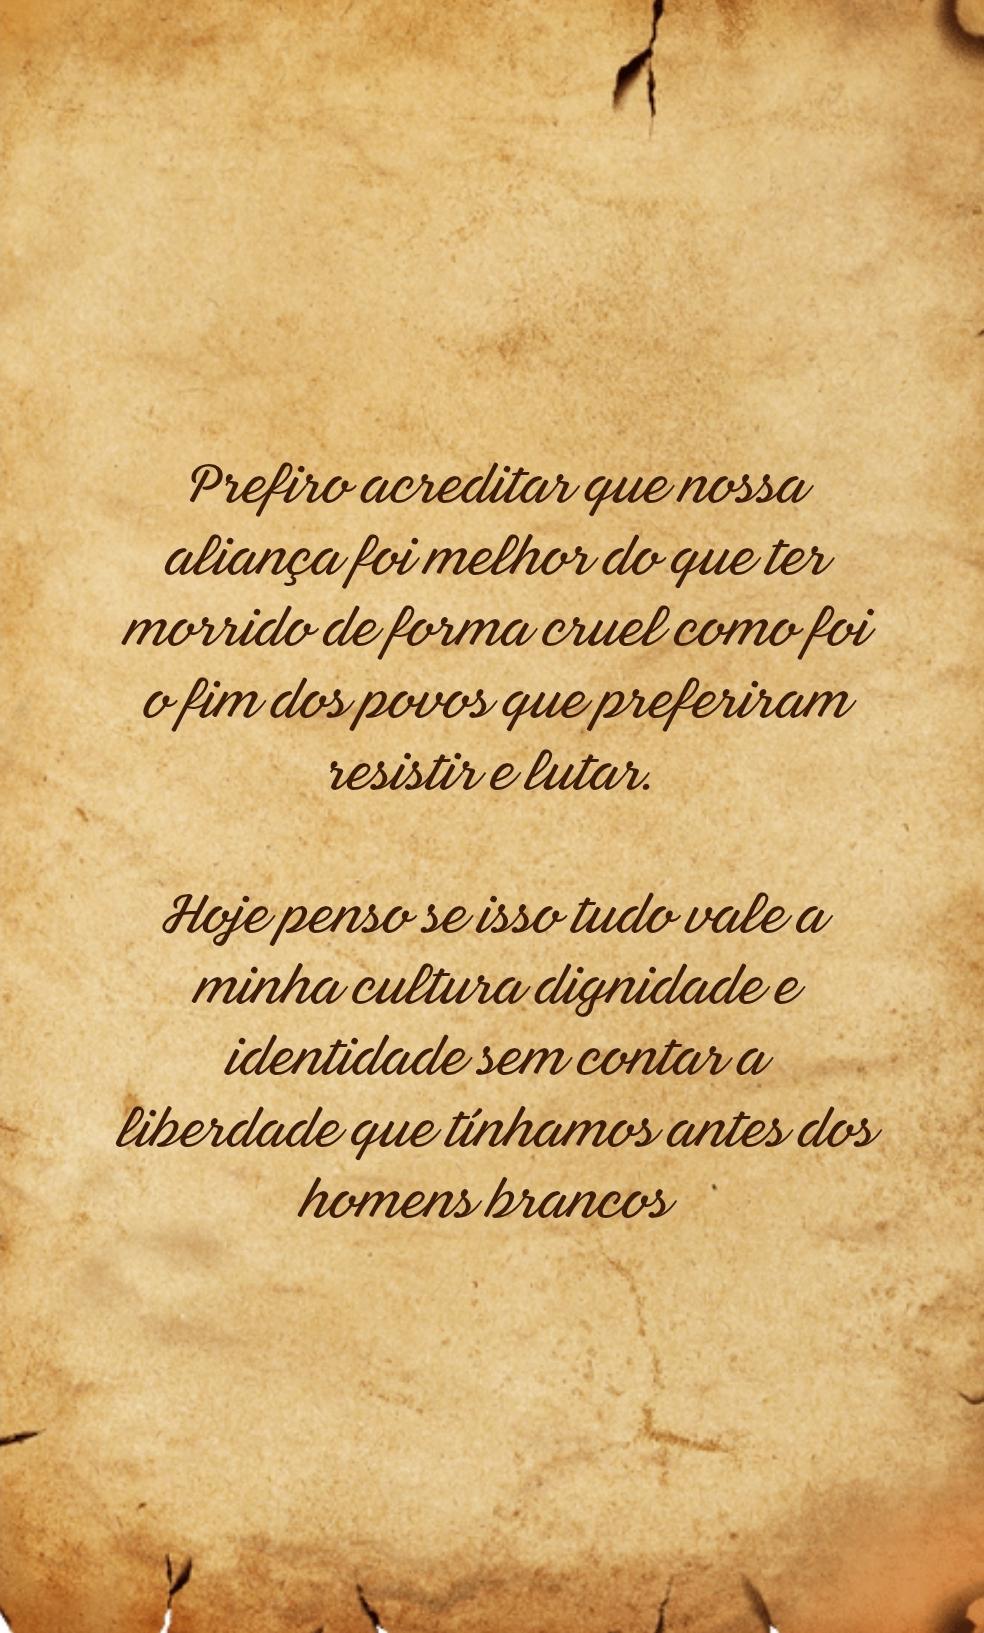 Prefiro acreditar que nossa
aliança foi melhor do que ter
morrido de forma cruel como foi
o fim dos povos que preferiram
resistir e lutar.
Hoje penso se isso tudo vale a
minha cultura dignidade e
identidade sem contar a
liberdade que tínhamos antes dos
homens brancos